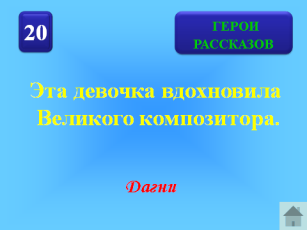 20
ГЕРОИ
РАССКАЗОВ
Эта девочка вдохновила
Великого композитора.
Дагни